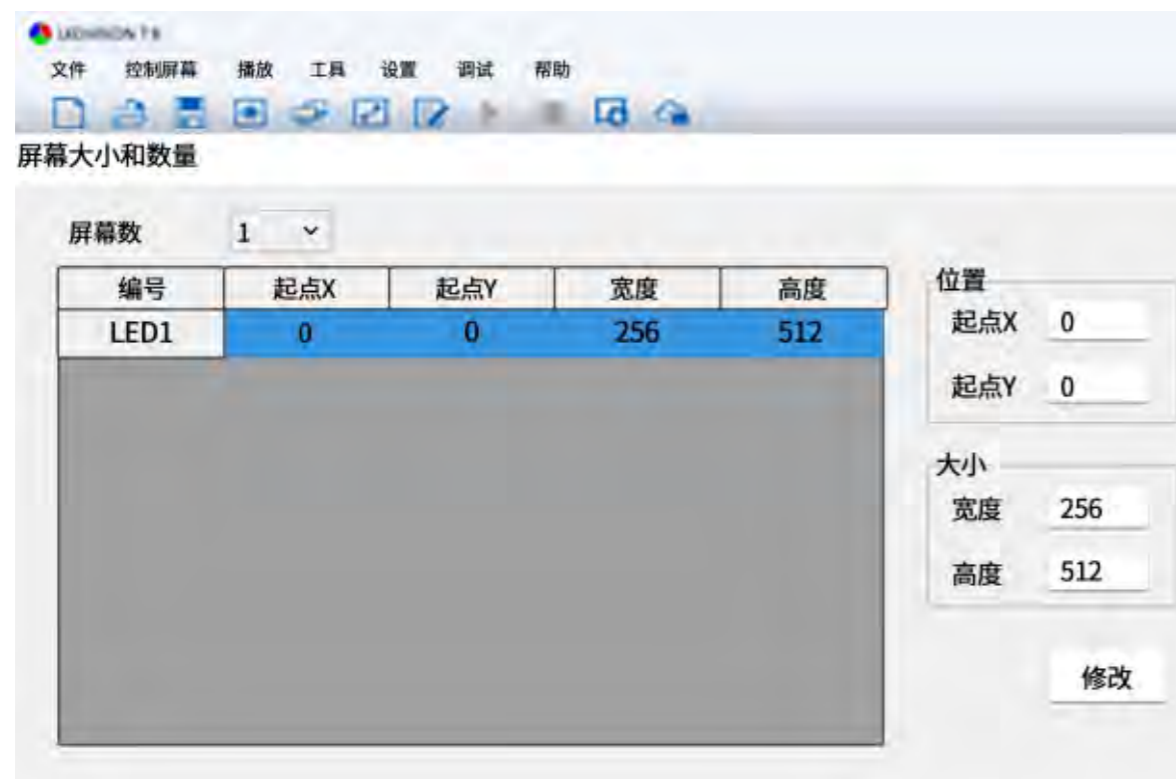 文件 控制屏幕 播放 工具 设置 调试 帮助
屏幕大小和数量
屏幕数 1
编号 起点X 起点Y 宽度 高度
LED1 0 0 256 512
位置
起点X 0
起点Y 0
大小
宽度 256
高度 512
修改